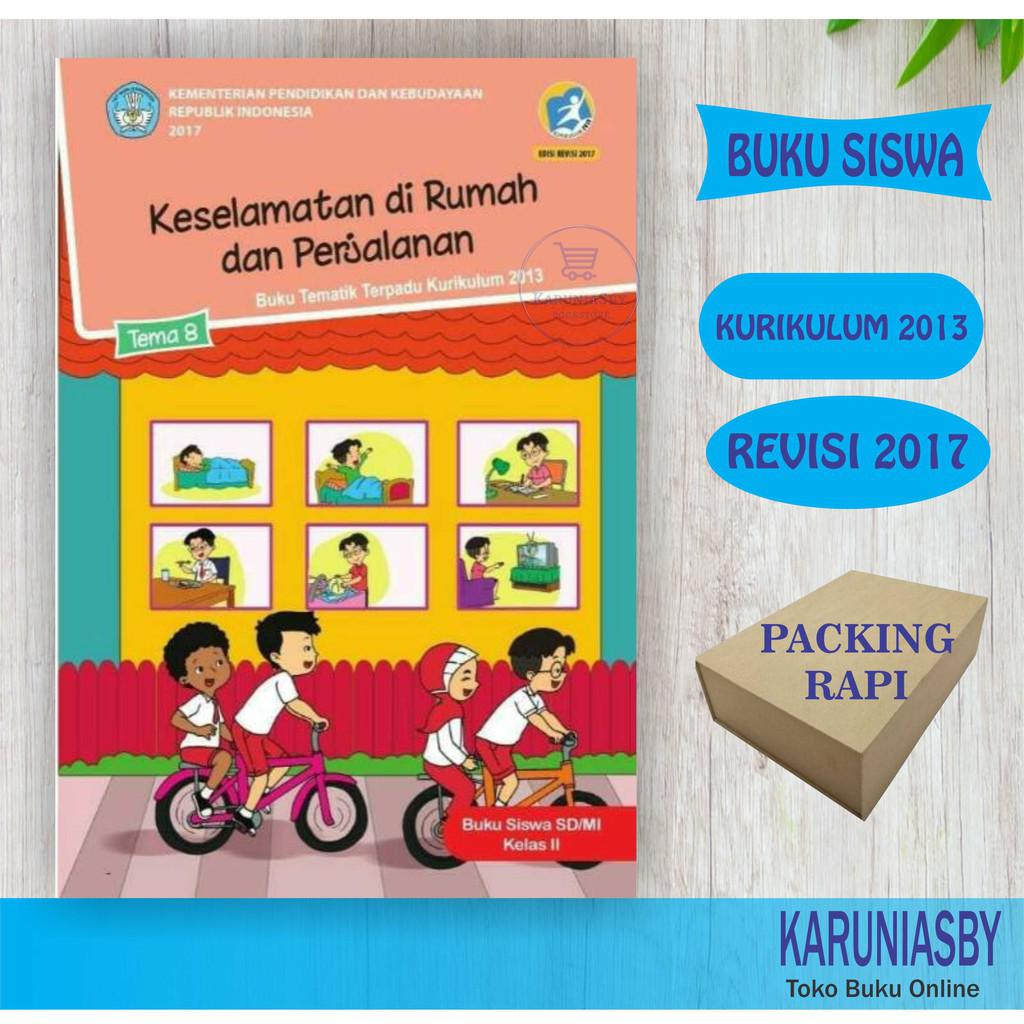 KEMENTERIAN PENDIDIKAN DAN KEBUDAYAAN
REPUBLIK INDONESIA
2017
EDISI REVISI 2017
Keselamatan di Rumah
dan Perjalanan
Buku Tematik Terpadu Kurikulum 2013
Tema 8
KARUNIASBY
BOOKSTORE
Buku Siswa SD/MI
Kelas II
BUKU SISWA
KURIKULUM 2013
REVISI 2017
PACKING
RAPI
KARUNIASBY
Toko Buku Online